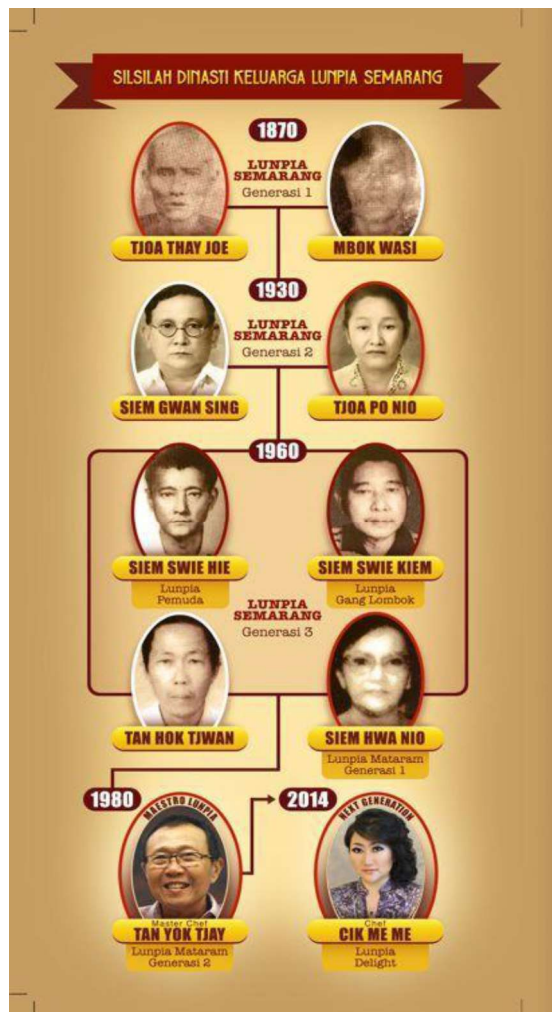 SILSILAH DINASTI KELUARGA LUNPIA SEMARANG
1870
LUNPIA
SEMARANG
Generasi 1
TJOA THAY JOE
MBOK WASI
1930
LUNPIA
SEMARANG
Generasi 2
SIEM GWAN SING
TJOA PO NIO
1960
SIEM SWIE HIE
Lunpia
Pemuda
SIEM SWIE KIEM
Lunpia
Gang Lombok
LUNPIA
SEMARANG
Generasi 3
TAN HOK TJWAN
SIEM HWA NIO
Lunpia Mataram
Generasi 1
1980
MAESTRO LUNPIA
Master Chef
TAN YOK TJAY
Lunpia Mataram
Generasi 2
2014
NEXT GENERATION
Chef
CIK ME ME
Lunpia
Delight